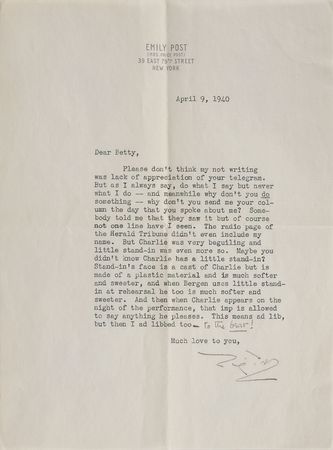 EMILY POST
(MRS. PRICE POST)
39 EAST 79TH STREET
NEW YORK
April 9, 1940
Dear Betty,
Please don't think my not writing
was lack of appreciation of your telegram.
But as I always say, do what I say but never
what I do -- and meanwhile why don't you do
something -- why don't you send me your col-
umn the day that you spoke about me? Some-
body told me that they saw it but of course
not one line have I seen. The radio page of
the Herald Tribune didn't even include my
name. But Charlie was very beguiling and
little stand-in was even more so. Maybe you
didn't know Charlie has a little stand-in?
Stand-in's face is a cast of Charlie but is
made of a plastic material and is much softer
and sweeter, and when Bergen uses little stand-
in at rehearsal he too is much softer and
sweeter. And then when Charlie appears on the
night of the performance, that imp is allowed
to say anything he pleases. This means ad lib,
but then I ad libbed too— to the
Much love to you,